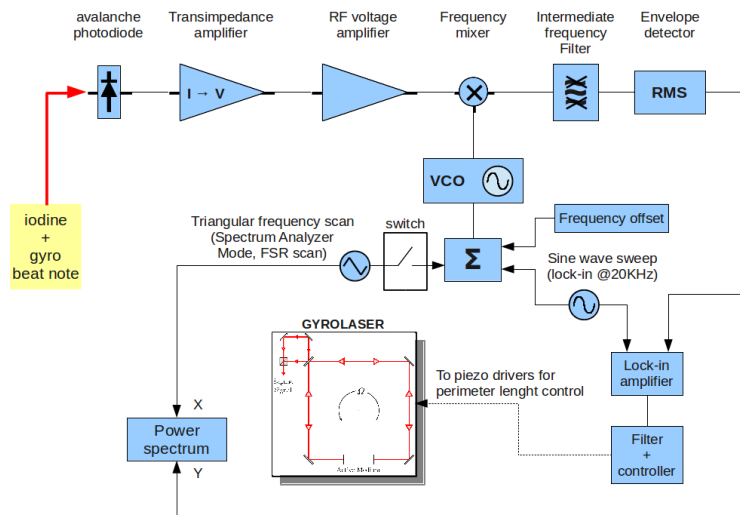 avalanche
photodiode
Transimpedance
amplifier
RF voltage
amplifier
Frequency
mixer
Intermediate
frequency
Filter
Envelope
detector
I → V
RMS
VCO
iodine
+
gyro
beat note
Triangular frequency scan
(Spectrum Analyzer
Mode, FSR scan)
switch
Σ
Frequency offset
Sine wave sweep
(lock-in @20KHz)
GYROLASER
Ω
Active Medium
To piezo drivers for
perimeter lenght control
Lock-in
amplifier
X
Power
spectrum
Y
Filter
+
controller